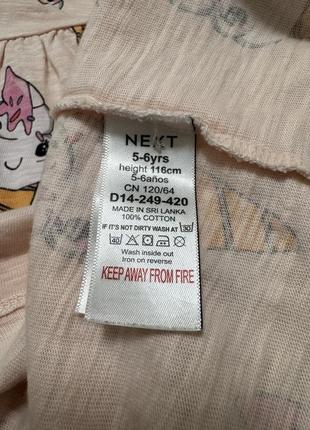 NEXT
5-6yrs
height 116cm
5-6años
CN 120/64
D14-249-420
MADE IN SRI LANKA
100% COTTON
IF IT'S NOT DIRTY WASH AT 30
40
Wash inside out
Iron on reverse
KEEP AWAY FROM FIRE